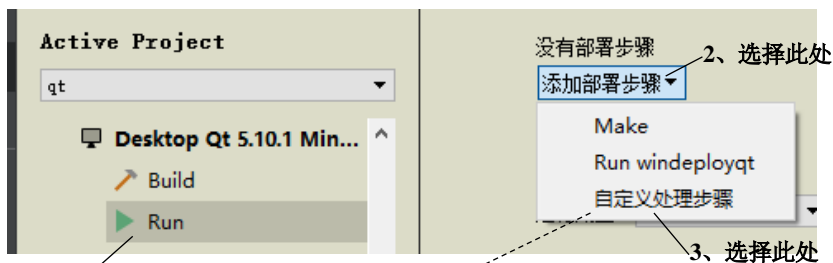 Active Project
qt
Desktop Qt 5.10.1 Min...
Build
Run
没有部署步骤
2、选择此处
添加部署步骤
Make
Run windeployqt
自定义处理步骤
3、选择此处